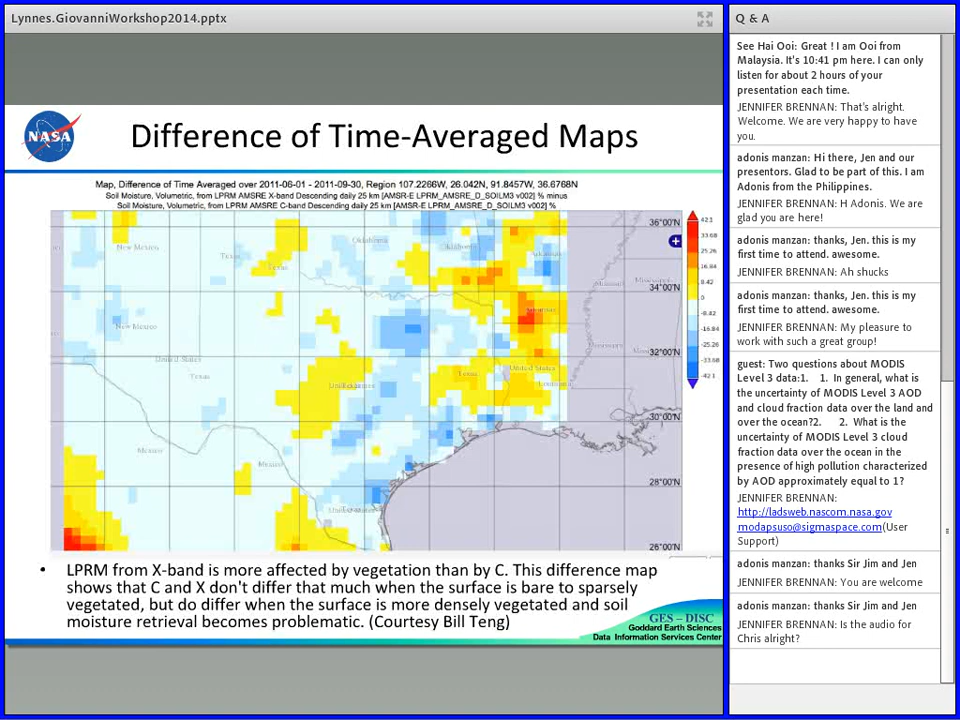 Lynnes.GiovanniWorkshop2014.pptx
NASA
Difference of Time-Averaged Maps
Map, Difference of Time Averaged over 2011-06-01 - 2011-09-30, Region 107.2266W, 26.042N, 91.8457W, 36.6768N
Soil Moisture, Volumetric, from LPRM AMSRE X-band Descending daily 25 km [AMSR-E LPRM_AMSRE_D_SOILM3 v002] % minus
Soil Moisture, Volumetric, from LPRM AMSRE C-band Descending daily 25 km [AMSR-E LPRM_AMSRE_D_SOILM3 v002] %
36°00'N
34°00'N
32°00'N
30°00'N
28°00'N
26°00'N
42.1
33.68
25.26
16.84
8.42
0
-8.42
-16.84
-25.26
-33.68
-42.1
New Mexico
Texas
Texas
Oklahoma
Oklahoma
Arkansas
New Mexico
United States
Texas
Texas
United States
Mexico
Mexico
• LPRM from X-band is more affected by vegetation than by C. This difference map
shows that C and X don't differ that much when the surface is bare to sparsely
vegetated, but do differ when the surface is more densely vegetated and soil
moisture retrieval becomes problematic. (Courtesy Bill Teng)
GES – DISC
Goddard Earth Sciences
Data Information Services Center
Q & A
See Hai Ooi: Great ! I am Ooi from
Malaysia. It's 10:41 pm here. I can only
listen for about 2 hours of your
presentation each time.
JENNIFER BRENNAN: That's alright.
Welcome. We are very happy to have
you.
adonis manzan: Hi there, Jen and our
presentors. Glad to be part of this. I am
Adonis from the Philippines.
JENNIFER BRENNAN: H Adonis. We are
glad you are here!
adonis manzan: thanks, Jen. this is my
first time to attend. awesome.
JENNIFER BRENNAN: Ah shucks
adonis manzan: thanks, Jen. this is my
first time to attend. awesome.
JENNIFER BRENNAN: My pleasure to
work with such a great group!
guest: Two questions about MODIS
Level 3 data:1. 1. In general, what is
the uncertainty of MODIS Level 3 AOD
and cloud fraction data over the land and
over the ocean?2. 2. What is the
uncertainty of MODIS Level 3 cloud
fraction data over the ocean in the
presence of high pollution characterized
by AOD approximately equal to 1?
JENNIFER BRENNAN:
http://ladsweb.nascom.nasa.gov
modapsuso@sigmaspace.com(User
Support)
adonis manzan: thanks Sir Jim and Jen
JENNIFER BRENNAN: You are welcome
adonis manzan: thanks Sir Jim and Jen
JENNIFER BRENNAN: Is the audio for
Chris alright?